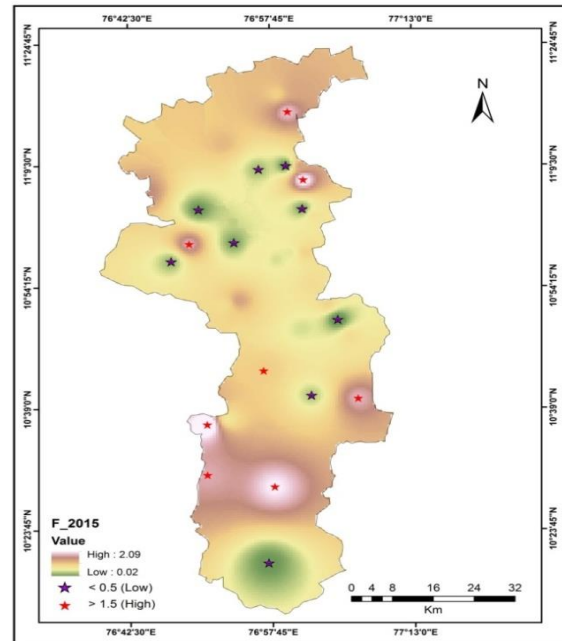 76°42'30"E 76°57'45"E 77°13'0"E
11°24'45"N 11°24'45"N
N
11°9'30"N 11°9'30"N
10°54'15"N 10°54'15"N
10°39'0"N 10°39'0"N
10°23'45"N 10°23'45"N
F_2015
Value
High : 2.09
Low : 0.02
< 0.5 (Low)
> 1.5 (High)
0 2 4 8 16 24 32
Km
76°42'30"E 76°57'45"E 77°13'0"E